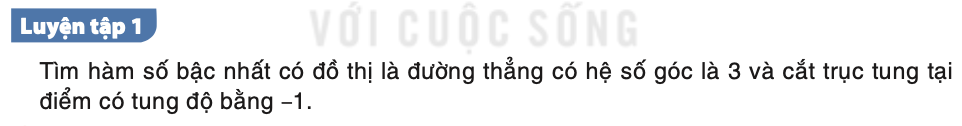 VỚI CUỘC SỐNG
Luyện tập 1
Tìm hàm số bậc nhất có đồ thị là đường thẳng có hệ số góc là 3 và cắt trục tung tại
điểm có tung độ bằng –1.